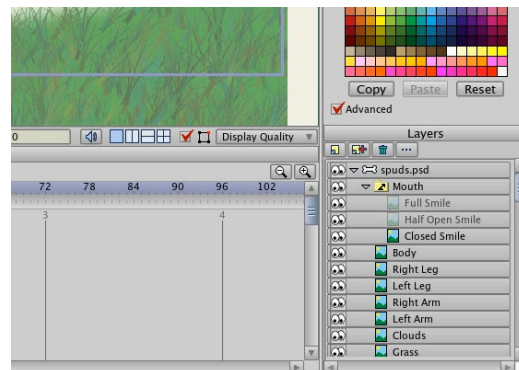 Copy Paste Reset
Advanced
0 Display Quality
Layers
spuds.psd
72 78 84 90 96 102
Mouth
Full Smile
3 4
Half Open Smile
Closed Smile
Body
Right Leg
Left Leg
Right Arm
Left Arm
Clouds
Grass